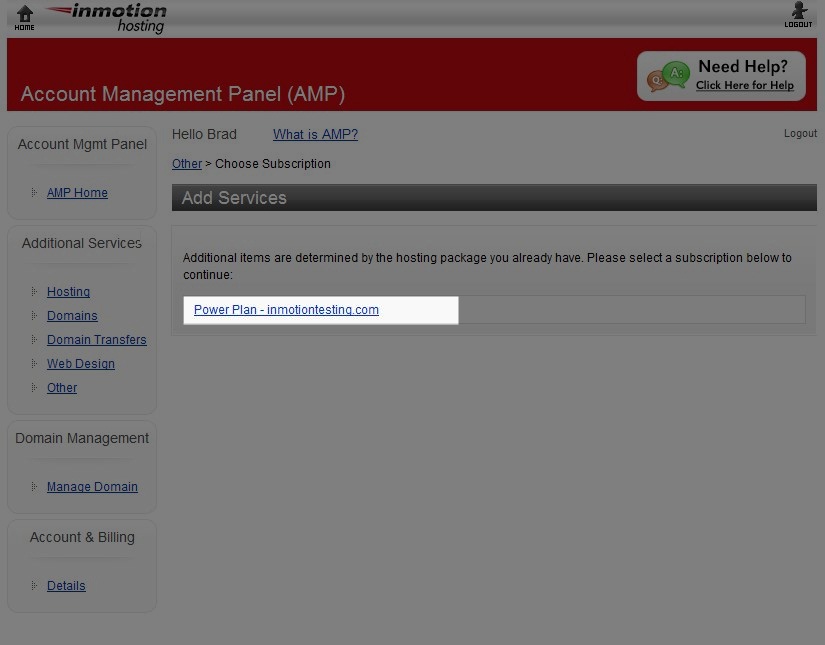 HOME
inmotion
hosting
LOGOUT
Account Management Panel (AMP)
Q:
A:
Need Help?
Click Here for Help
Account Mgmt Panel
AMP Home
Additional Services
Hosting
Domains
Domain Transfers
Web Design
Other
Domain Management
Manage Domain
Account & Billing
Details
Hello Brad
What is AMP?
Logout
Other > Choose Subscription
Add Services
Additional items are determined by the hosting package you already have. Please select a subscription below to
continue:
Power Plan - inmotiontesting.com